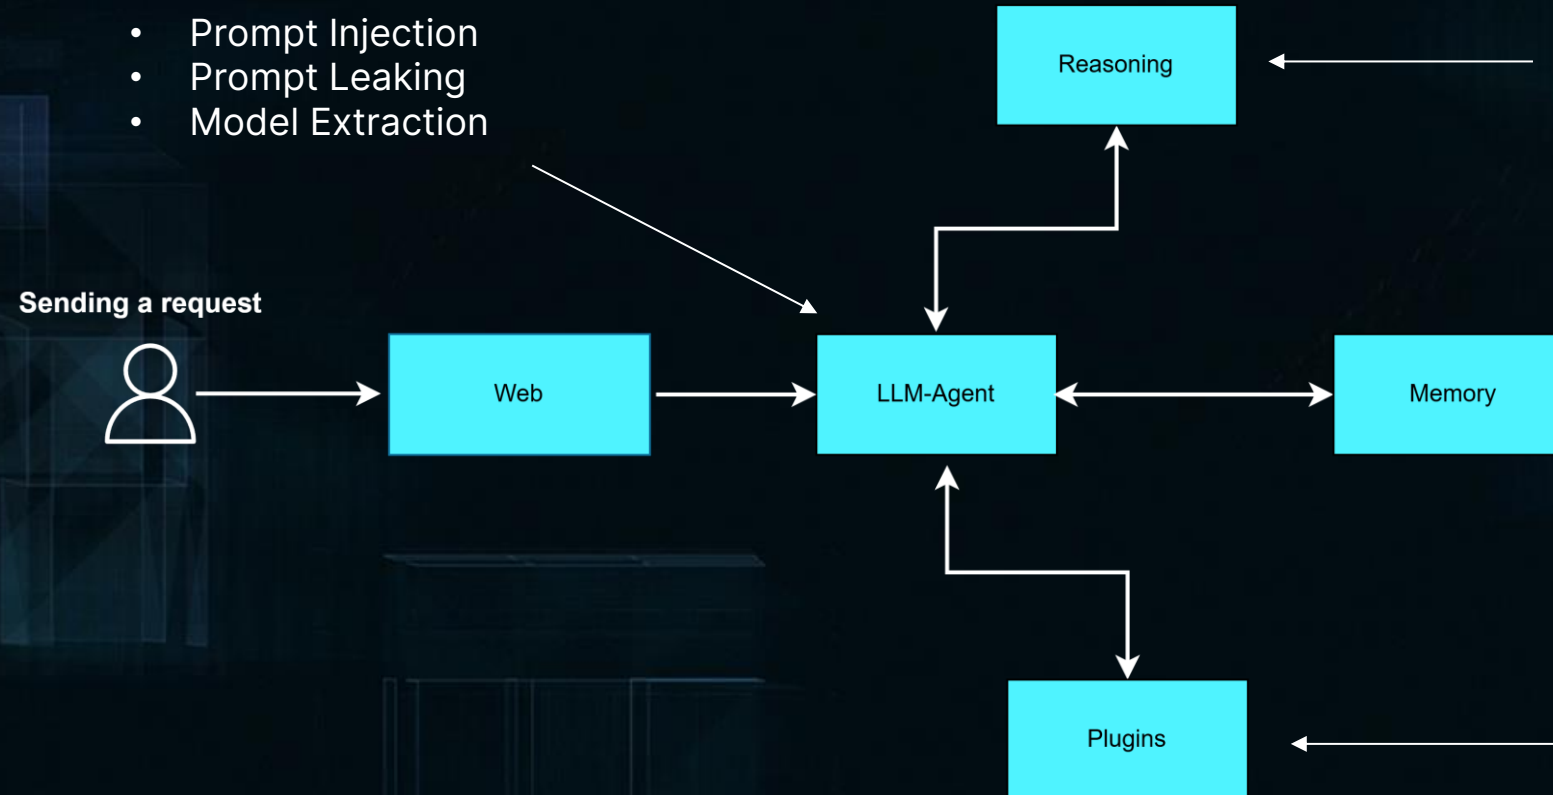 • Prompt Injection
• Prompt Leaking
• Model Extraction
Reasoning
Sending a request
Web
LLM-Agent
Memory
Plugins